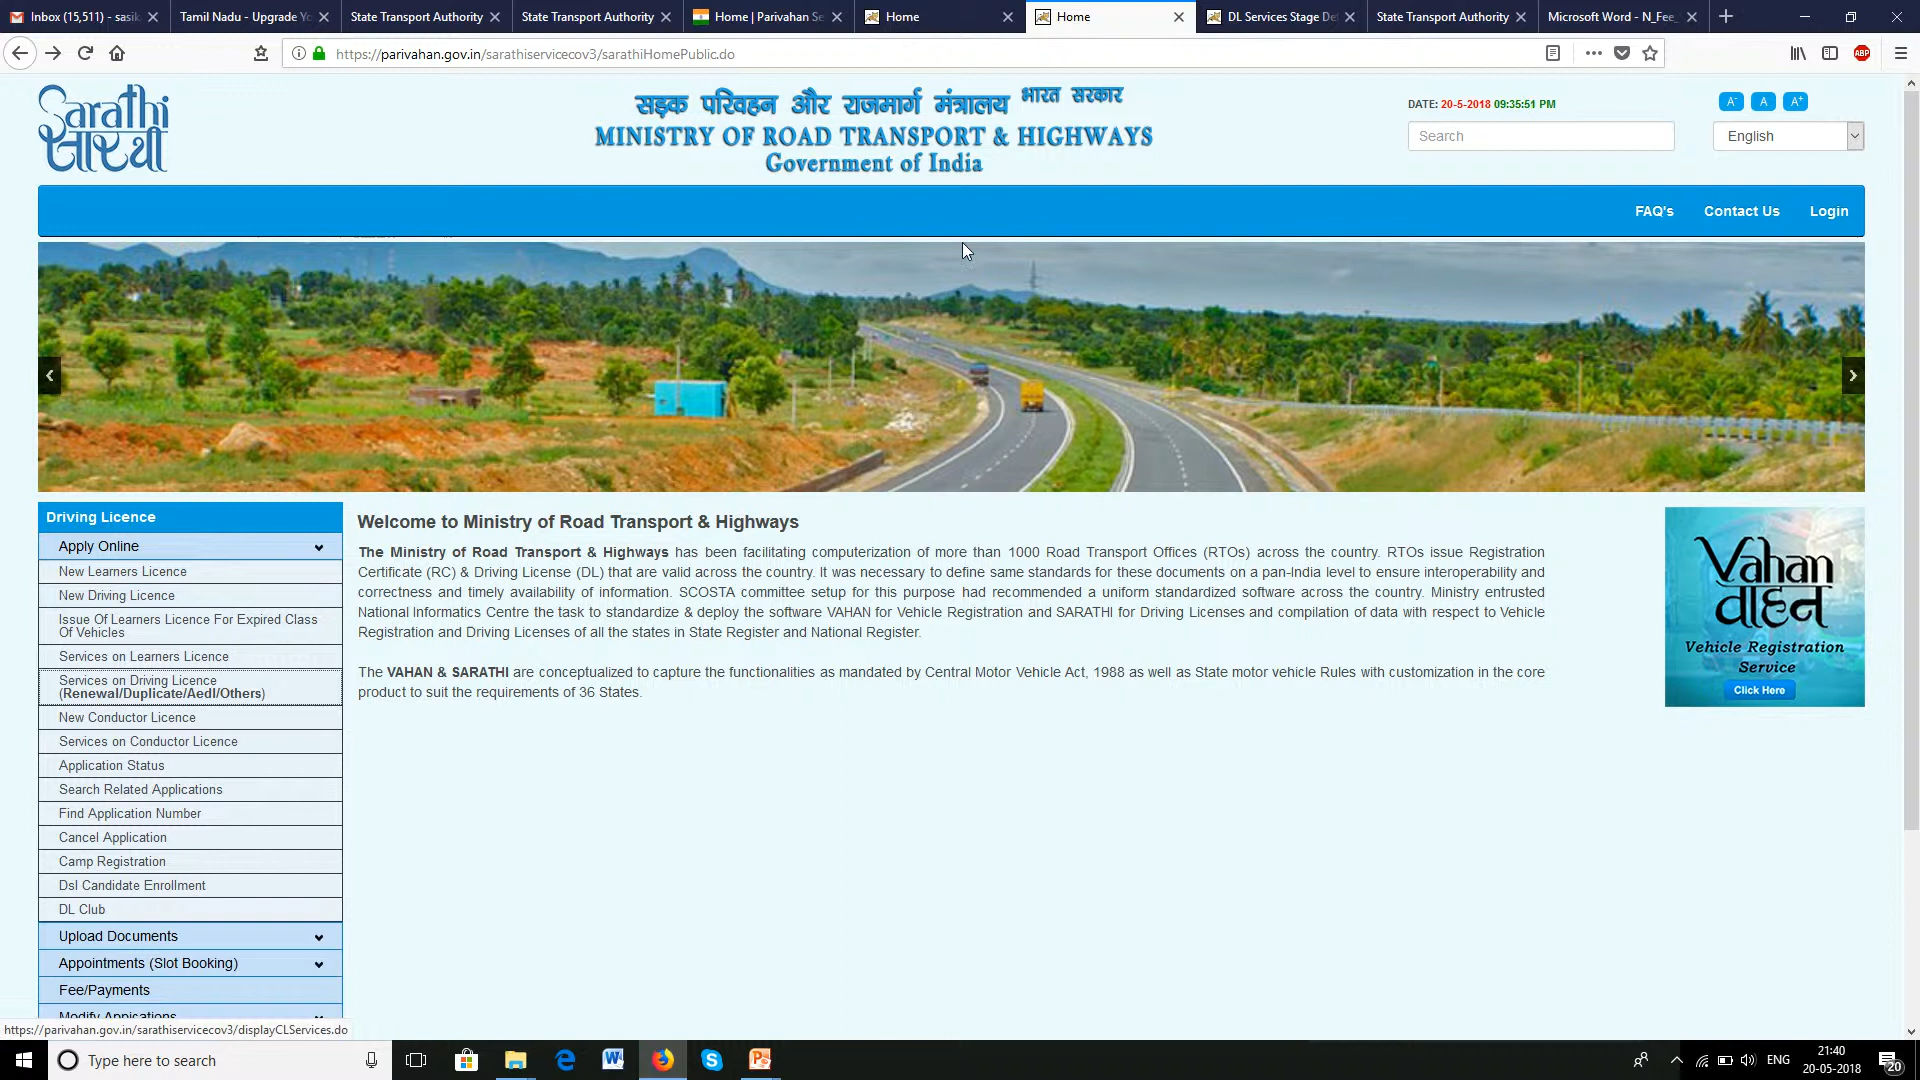 Inbox (15,511) - sasik
Tamil Nadu - Upgrade Yo
State Transport Authority
State Transport Authority
Home | Parivahan Se
Home
Home
DL Services Stage De
State Transport Authority
Microsoft Word - N_Fee_
https://parivahan.gov.in/sarathiservicecov3/sarathiHomePublic.do
ABP
Sarathi
सारथी
सड़क परिवहन और राजमार्ग मंत्रालय भारत सरकार
MINISTRY OF ROAD TRANSPORT & HIGHWAYS
Government of India
DATE: 20-5-2018 09:35:51 PM
A- A A+
Search
English
FAQ's Contact Us Login
Driving Licence
Apply Online
New Learners Licence
New Driving Licence
Issue Of Learners Licence For Expired Class
Of Vehicles
Services on Learners Licence
Services on Driving Licence
(Renewal/Duplicate/Aedl/Others)
New Conductor Licence
Services on Conductor Licence
Application Status
Search Related Applications
Find Application Number
Cancel Application
Camp Registration
Dsl Candidate Enrollment
DL Club
Upload Documents
Appointments (Slot Booking)
Fee/Payments
Welcome to Ministry of Road Transport & Highways
The Ministry of Road Transport & Highways has been facilitating computerization of more than 1000 Road Transport Offices (RTOs) across the country. RTOs issue Registration
Certificate (RC) & Driving License (DL) that are valid across the country. It was necessary to define same standards for these documents on a pan-India level to ensure interoperability and
correctness and timely availability of information. SCOSTA committee setup for this purpose had recommended a uniform standardized software across the country. Ministry entrusted
National Informatics Centre the task to standardize & deploy the software VAHAN for Vehicle Registration and SARATHI for Driving Licenses and compilation of data with respect to Vehicle
Registration and Driving Licenses of all the states in State Register and National Register.
The VAHAN & SARATHI are conceptualized to capture the functionalities as mandated by Central Motor Vehicle Act, 1988 as well as State motor vehicle Rules with customization in the core
product to suit the requirements of 36 States.
Vahan
वाहन
Vehicle Registration
Service
Click Here
https://parivahan.gov.in/sarathiservicecov3/displayCLServices.do
Type here to search
ENG
21:40
20-05-2018
20